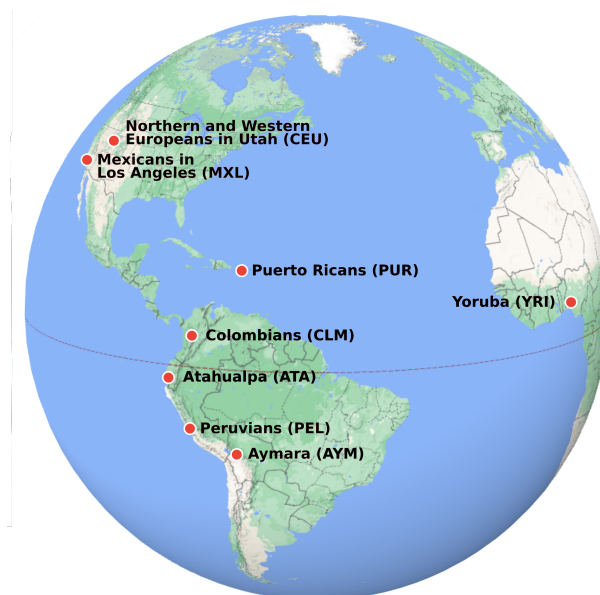 Northern and Western
Europeans in Utah (CEU)
Mexicans in
Los Angeles (MXL)
Puerto Ricans (PUR)
Yoruba (YRI)
Colombians (CLM)
Atahualpa (ATA)
Peruvians (PEL)
Aymara (AYM)